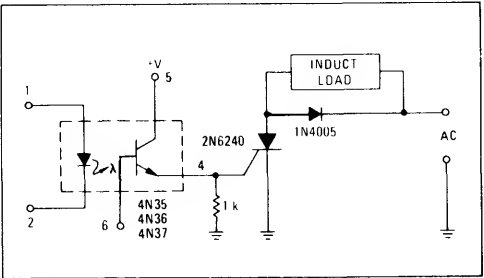 INDUCT
LOAD
+V
5
1
1N4005
AC
2N6240
λ
4
4N35
4N36
4N37
1 k
2
6